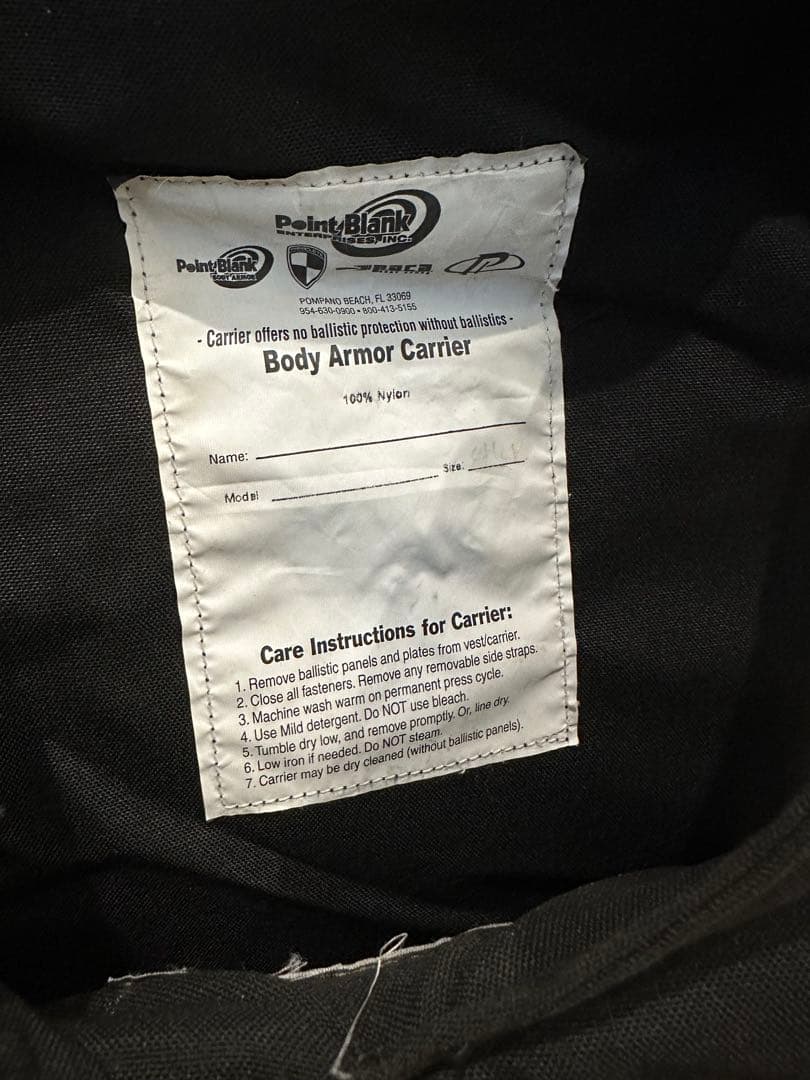 Point Blank
ENTERPRISES, INC.
Point Blank
BODY ARMOR
POMPANO BEACH, FL 33069
954-630-0900 • 800-413-5155
- Carrier offers no ballistic protection without ballistics -
Body Armor Carrier
100% Nylon
Name:
Size:
Model
Care Instructions for Carrier:
1. Remove ballistic panels and plates from vest/carrier.
2. Close all fasteners. Remove any removable side straps.
3. Machine wash warm on permanent press cycle.
4. Use Mild detergent. Do NOT use bleach.
5. Tumble dry low, and remove promptly. Or, line dry.
6. Low iron if needed. Do NOT steam.
7. Carrier may be dry cleaned (without ballistic panels).